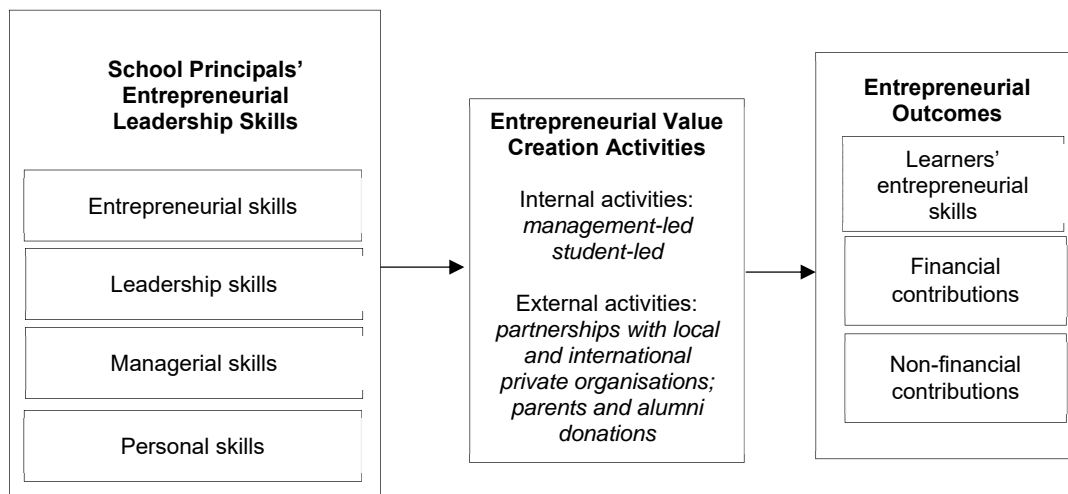 School Principals’
Entrepreneurial
Leadership Skills
Entrepreneurial skills
Leadership skills
Managerial skills
Personal skills
Entrepreneurial Value
Creation Activities
Internal activities:
management-led
student-led
External activities:
partnerships with local
and international
private organisations;
parents and alumni
donations
Entrepreneurial
Outcomes
Learners’
entrepreneurial
skills
Financial
contributions
Non-financial
contributions